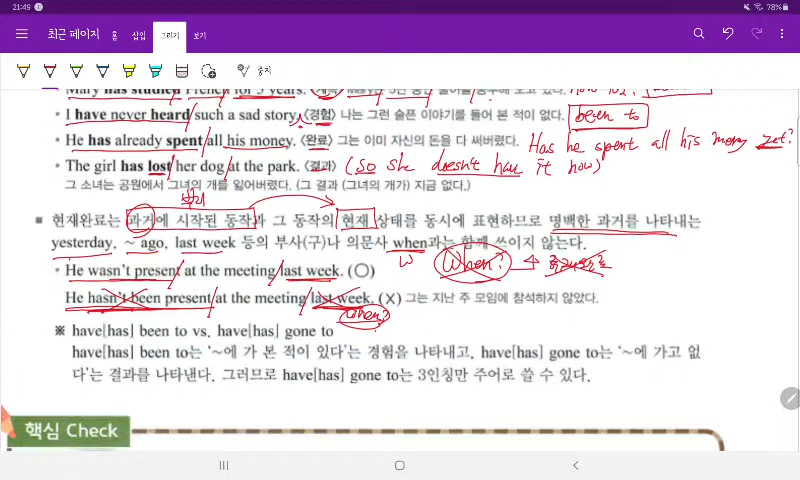 21:49
78%
최근 페이지 홈 삽입 그리기 보기
중지
Mary has studied French for 5 years.
I have never heard such a sad story. <경험> 나는 그런 슬픈 이야기를 들어 본 적이 없다. been to
He has already spent all his money. <완료> 그는 이미 자신의 돈을 다 써버렸다. Has he spent all his money yet?
The girl has lost her dog at the park. <결과> (so she doesn't have it now)
그 소녀는 공원에서 그녀의 개를 잃어버렸다. (그 결과 (그녀의 개가) 지금 없다.)
■ 현재완료는 과거에 시작된 동작과 그 동작의 현재 상태를 동시에 표현하므로 명백한 과거를 나타내는
yesterday, ~ ago, last week 등의 부사(구)나 의문사 when과는 함께 쓰이지 않는다.
When?
He wasn't present at the meeting last week. (○)
He hasn't been present at the meeting last week. (X) 그는 지난 주 모임에 참석하지 않았다.
when?
※ have[has] been to vs. have[has] gone to
have[has] been to는 '~에 가 본 적이 있다'는 경험을 나타내고, have[has] gone to는 '~에 가고 없
다'는 결과를 나타낸다. 그러므로 have[has] gone to는 3인칭만 주어로 쓸 수 있다.
핵심 Check